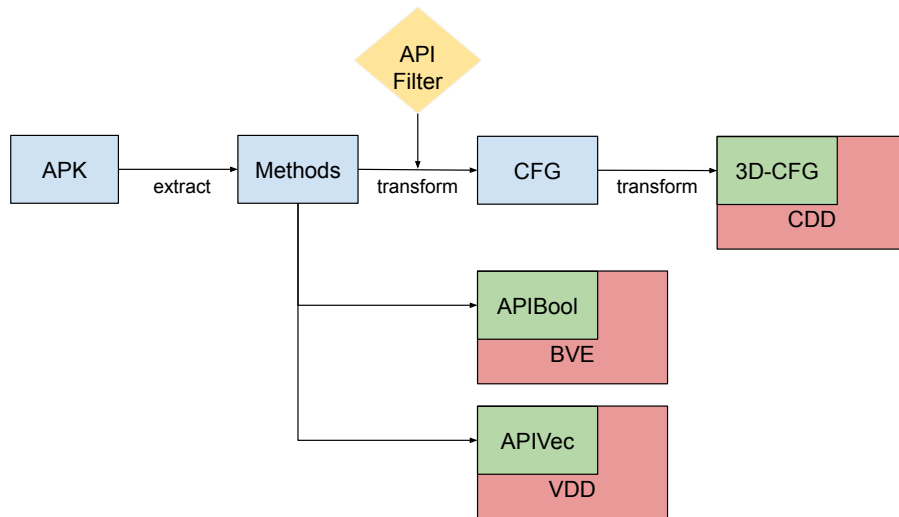 API
Filter
APK
extract
Methods
transform
CFG
transform
3D-CFG
CDD
APIBool
BVE
APIVec
VDD